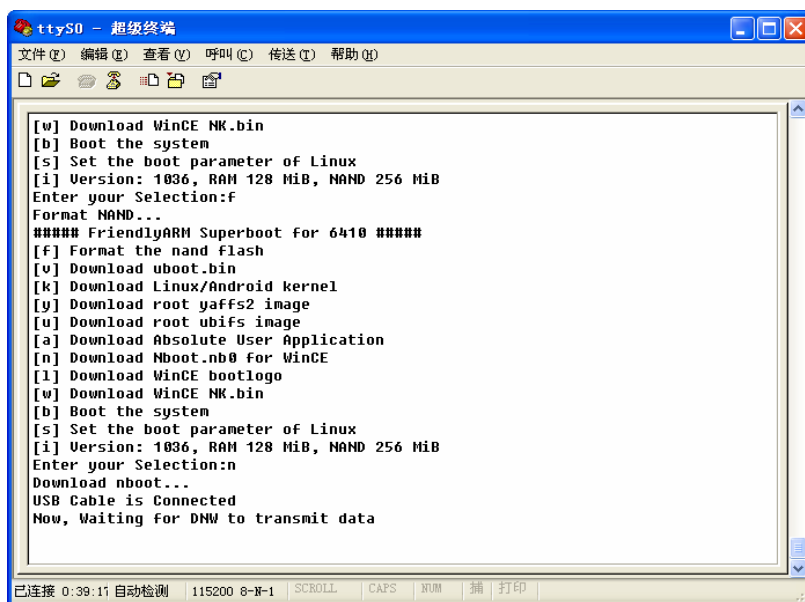 ttyS0 - 超级终端
文件(F) 编辑(E) 查看(V) 呼叫(C) 传送(T) 帮助(H)
[w] Download WinCE NK.bin
[b] Boot the system
[s] Set the boot parameter of Linux
[i] Version: 1036, RAM 128 MiB, NAND 256 MiB
Enter your Selection:f
Format NAND...
##### FriendlyARM Superboot for 6410 #####
[f] Format the nand flash
[v] Download uboot.bin
[k] Download Linux/Android kernel
[y] Download root yaffs2 image
[u] Download root ubifs image
[a] Download Absolute User Application
[n] Download Nboot.nb0 for WinCE
[l] Download WinCE bootlogo
[w] Download WinCE NK.bin
[b] Boot the system
[s] Set the boot parameter of Linux
[i] Version: 1036, RAM 128 MiB, NAND 256 MiB
Enter your Selection:n
Download nboot...
USB Cable is Connected
Now, Waiting for DNW to transmit data
已连接 0:39:17 自动检测 115200 8-N-1 SCROLL CAPS NUM 捕 打印